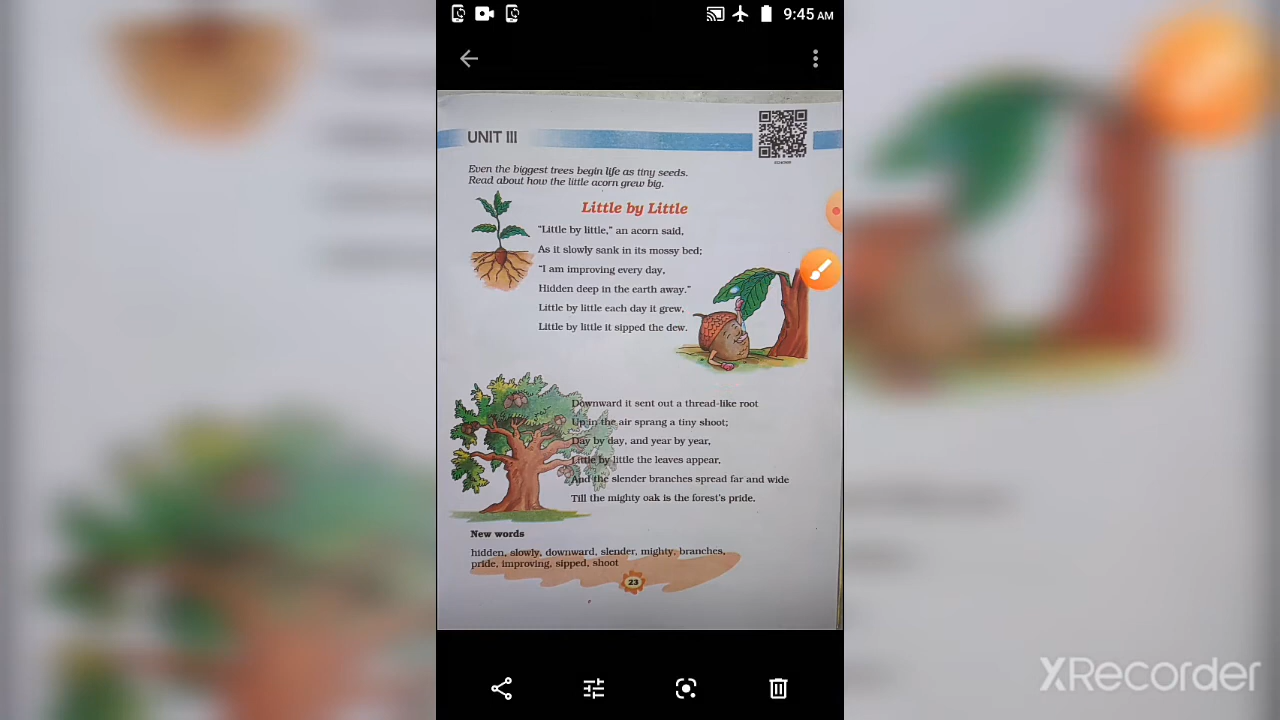 9:45 AM
UNIT III
Even the biggest trees begin life as tiny seeds.
Read about how the little acorn grew big.
Little by Little
"Little by little," an acorn said,
As it slowly sank in its mossy bed;
"I am improving every day,
Hidden deep in the earth away."
Little by little each day it grew,
Little by little it sipped the dew.
Downward it sent out a thread-like root
Up in the air sprang a tiny shoot;
Day by day, and year by year,
Little by little the leaves appear,
And the slender branches spread far and wide
Till the mighty oak is the forest's pride.
New words
hidden, slowly, downward, slender, mighty, branches,
pride, improving, sipped, shoot
23
XRecorder